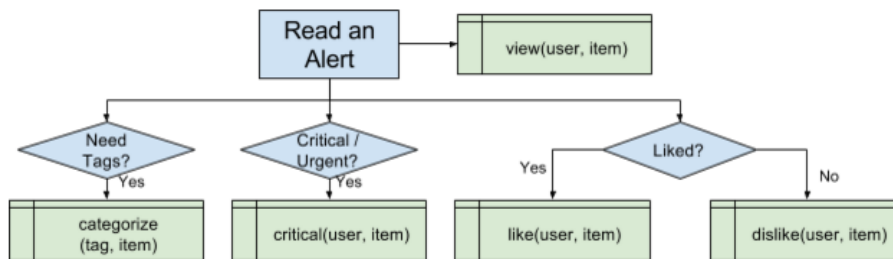 Read an
Alert
view(user, item)
Need
Tags?
Critical /
Urgent?
Liked?
Yes
Yes
Yes
No
categorize
(tag, item)
critical(user, item)
like(user, item)
dislike(user, item)